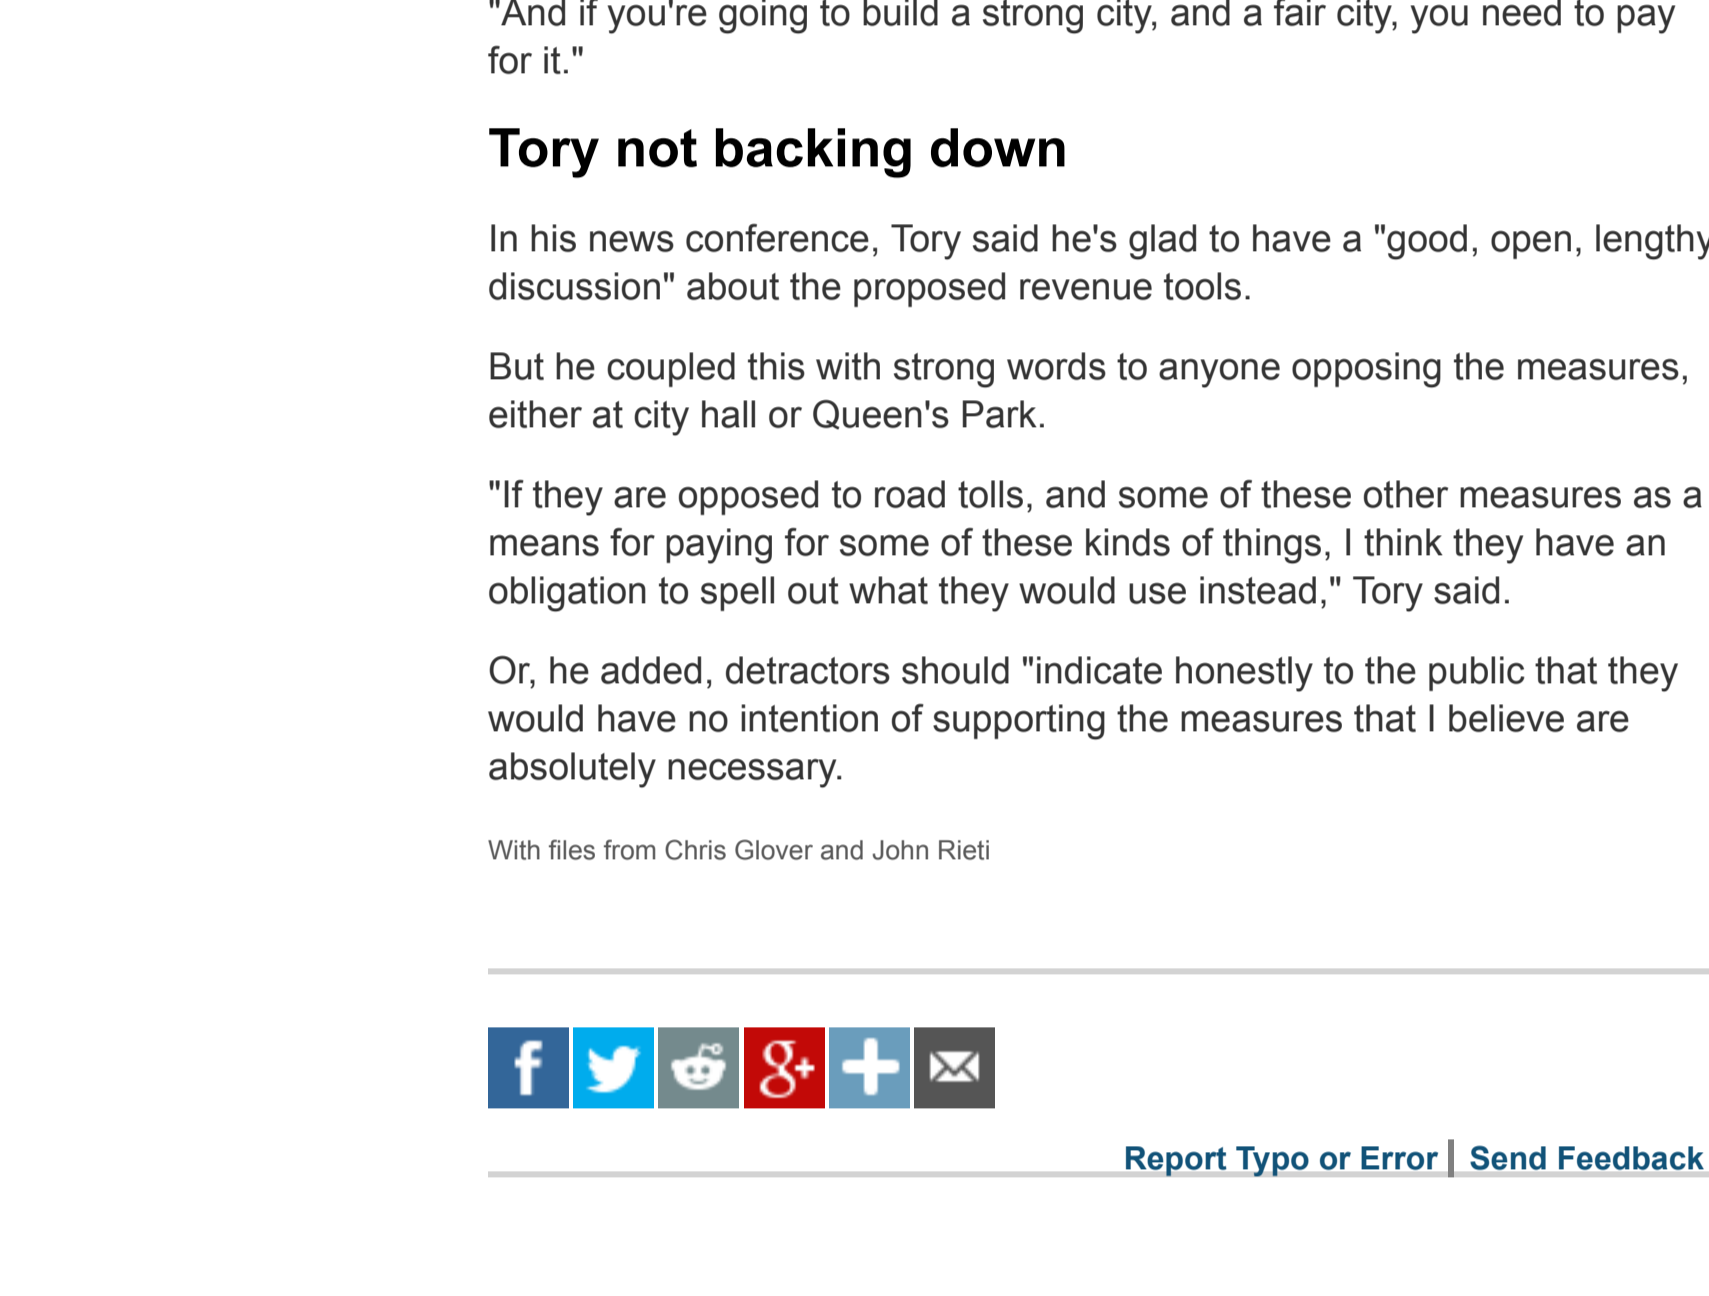 "And if you're going to build a strong city, and a fair city, you need to pay
for it."
Tory not backing down
In his news conference, Tory said he's glad to have a "good, open, lengthy
discussion" about the proposed revenue tools.
But he coupled this with strong words to anyone opposing the measures,
either at city hall or Queen's Park.
"If they are opposed to road tolls, and some of these other measures as a
means for paying for some of these kinds of things, I think they have an
obligation to spell out what they would use instead," Tory said.
Or, he added, detractors should "indicate honestly to the public that they
would have no intention of supporting the measures that I believe are
absolutely necessary.
With files from Chris Glover and John Rieti
f g+
Report Typo or Error | Send Feedback